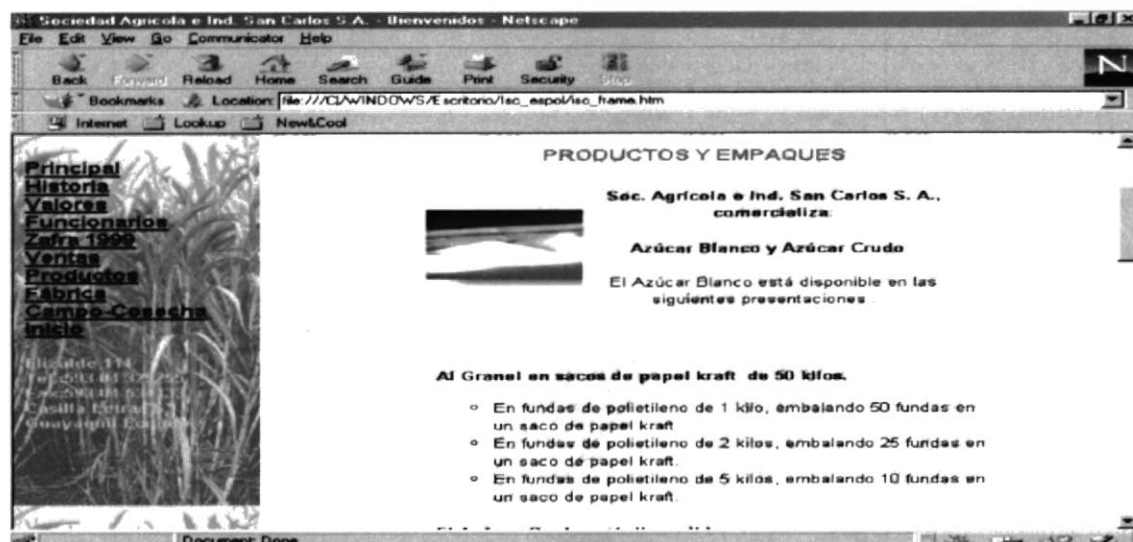 Sociedad Agricola e Ind. San Carlos S.A. - Bienvenidos - Netscape
File Edit View Go Communicator Help
Back Forward Reload Home Search Guide Print Security Stop
Bookmarks Location: file:///C|/WINDOWS/Escritorio/Isc_espol/isc_frame.htm
Internet Lookup New&Cool
Principal
Historia
Valores
Funcionarios
Zafra 1999
Ventas
Productos
Fábrica
Campo-Cosecha
Inicio
Elizalde 114
Casilla
Guayaquil
PRODUCTOS Y EMPAQUES
Soc. Agrícola e Ind. San Carlos S. A.,
comercializa:
Azúcar Blanco y Azúcar Crudo
El Azúcar Blanco está disponible en las
siguientes presentaciones
Al Granel en sacos de papel kraft de 50 kilos.
En fundas de polietileno de 1 kilo, embalando 50 fundas en
un saco de papel kraft
En fundas de polietileno de 2 kilos, embalando 25 fundas en
un saco de papel kraft.
En fundas de polietileno de 5 kilos, embalando 10 fundas en
un saco de papel kraft.
Document: Done